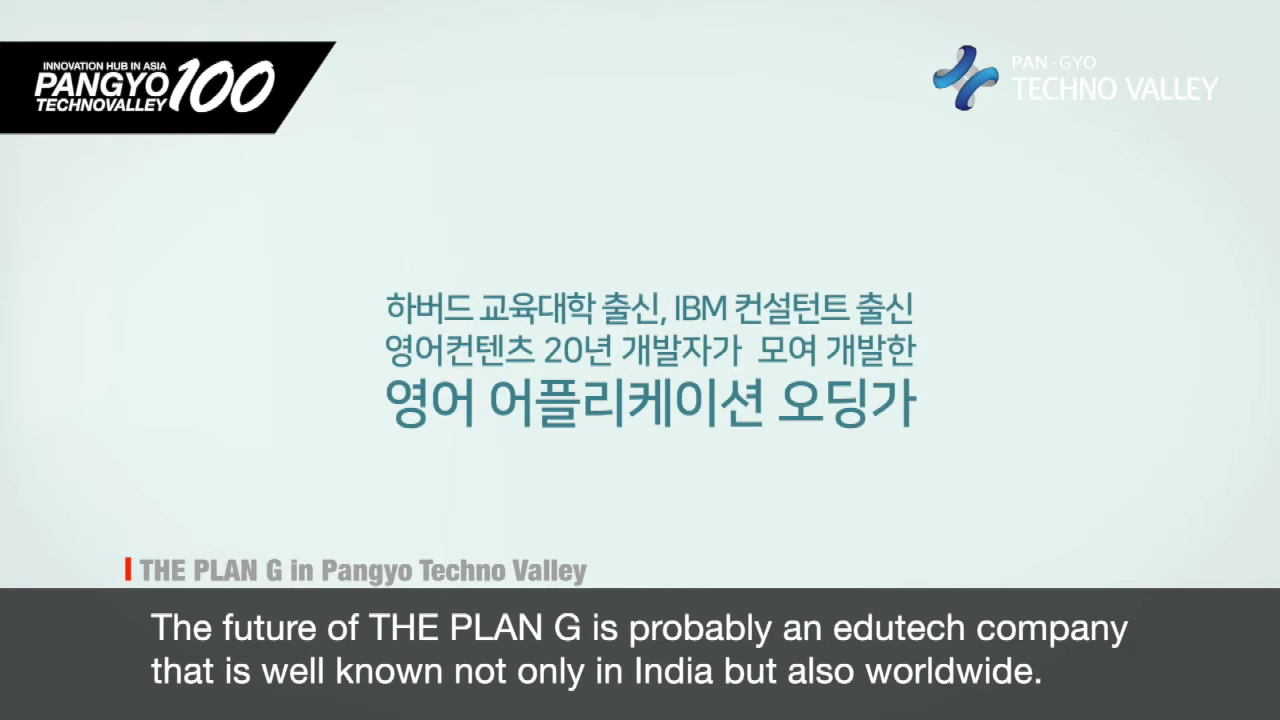 INNOVATION HUB IN ASIA
PANGYO 100
TECHNOVALLEY
PAN-GYO
TECHNO VALLEY
하버드 교육대학 출신, IBM 컨설턴트 출신
영어컨텐츠 20년 개발자가 모여 개발한
영어 어플리케이션 오딩가
THE PLAN G in Pangyo Techno Valley
The future of THE PLAN G is probably an edutech company
that is well known not only in India but also worldwide.